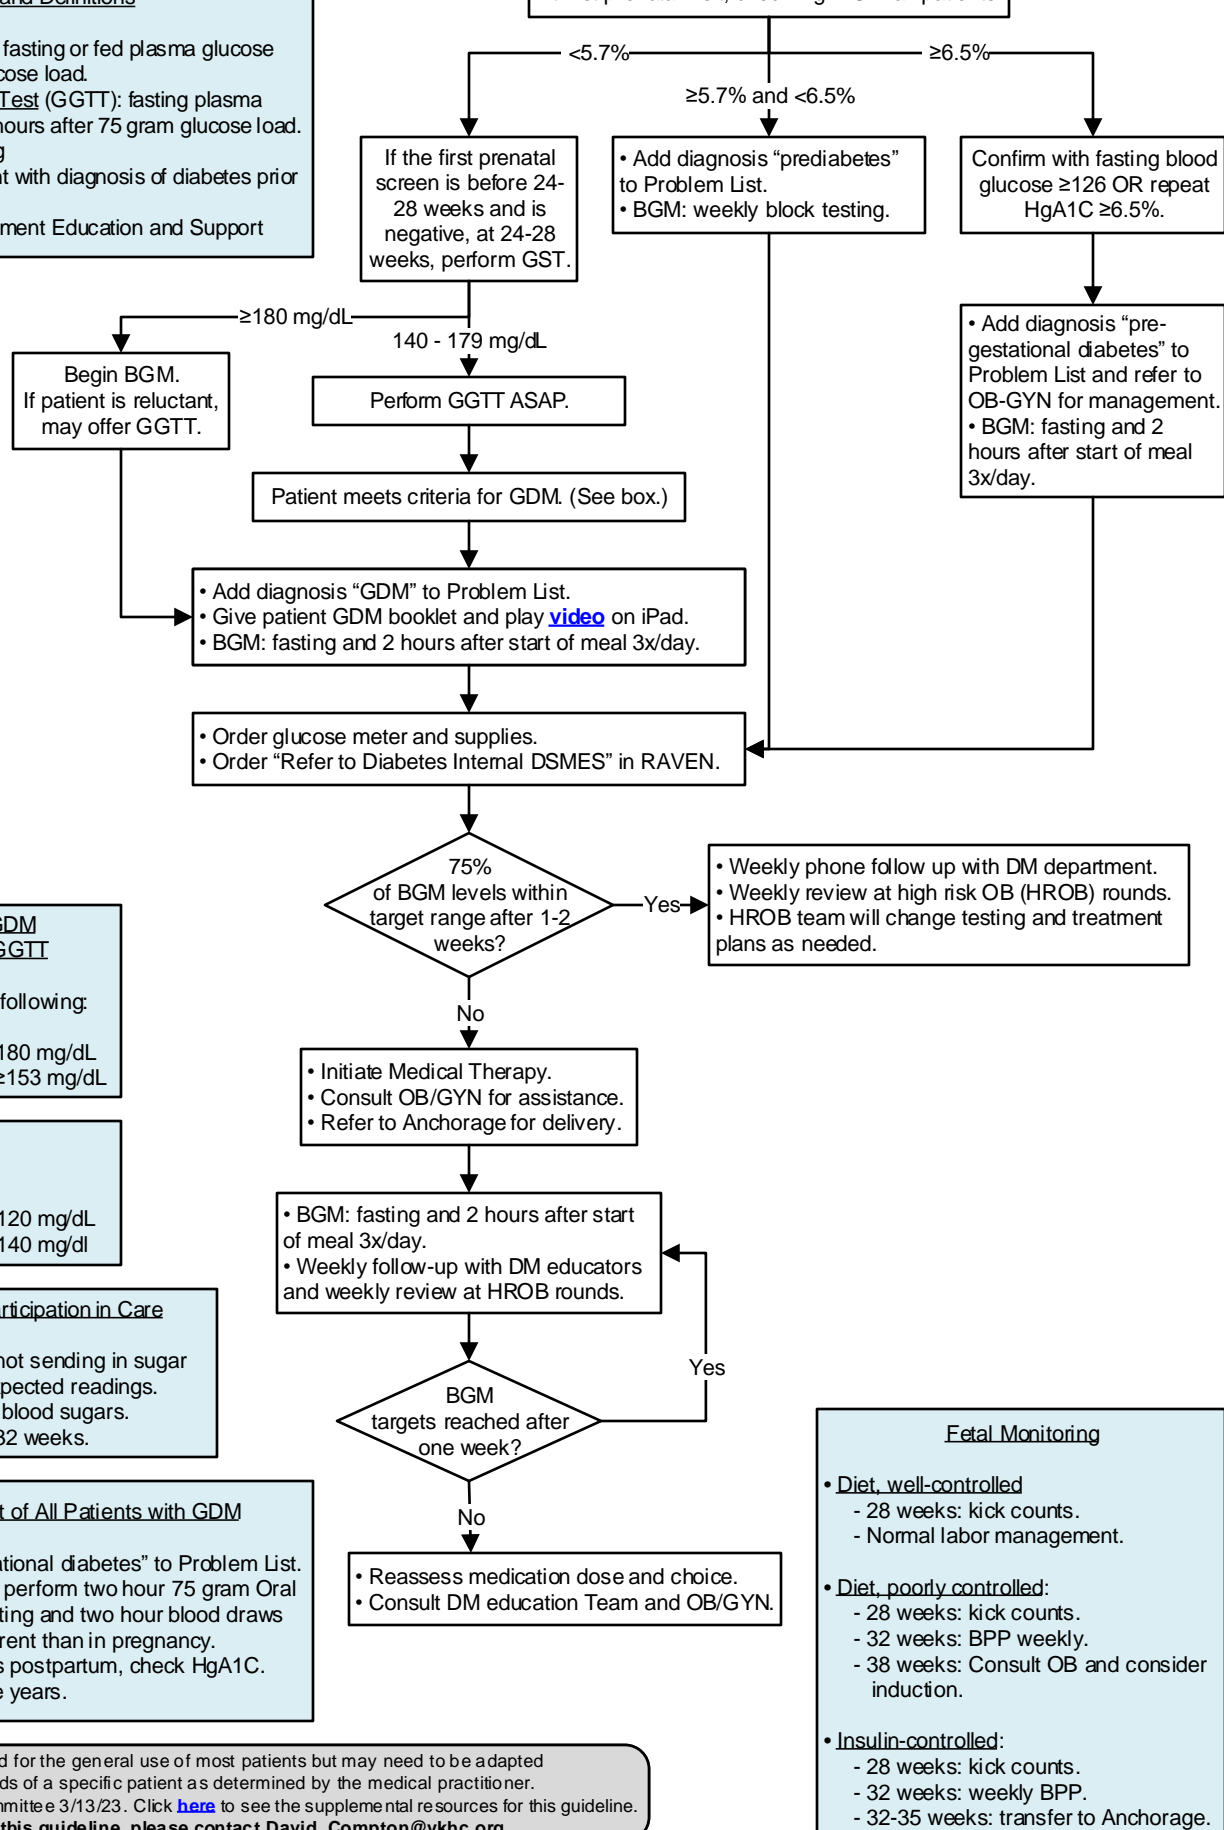 and Definitions
fasting or fed plasma glucose
cose load.
Test (GGTT): fasting plasma
hours after 75 gram glucose load.
nt with diagnosis of diabetes prior
ment Education and Support
<5.7%
≥5.7% and <6.5%
≥6.5%
If the first prenatal
screen is before 24-
28 weeks and is
negative, at 24-28
weeks, perform GST.
• Add diagnosis “prediabetes”
to Problem List.
• BGM: weekly block testing.
Confirm with fasting blood
glucose ≥126 OR repeat
HgA1C ≥6.5%.
≥180 mg/dL
140 - 179 mg/dL
Begin BGM.
If patient is reluctant,
may offer GGTT.
Perform GGTT ASAP.
• Add diagnosis “pre-
gestational diabetes” to
Problem List and refer to
OB-GYN for management.
• BGM: fasting and 2
hours after start of meal
3x/day.
Patient meets criteria for GDM. (See box.)
• Add diagnosis “GDM” to Problem List.
• Give patient GDM booklet and play video on iPad.
• BGM: fasting and 2 hours after start of meal 3x/day.
• Order glucose meter and supplies.
• Order “Refer to Diabetes Internal DSMES” in RAVEN.
75%
of BGM levels within
target range after 1-2
weeks?
Yes
• Weekly phone follow up with DM department.
• Weekly review at high risk OB (HROB) rounds.
• HROB team will change testing and treatment
plans as needed.
No
GDM
GGTT
following:
180 mg/dL
≥153 mg/dL
• Initiate Medical Therapy.
• Consult OB/GYN for assistance.
• Refer to Anchorage for delivery.
120 mg/dL
140 mg/dl
• BGM: fasting and 2 hours after start
of meal 3x/day.
• Weekly follow-up with DM educators
and weekly review at HROB rounds.
articipation in Care
not sending in sugar
xpected readings.
blood sugars.
32 weeks.
BGM
targets reached after
one week?
Yes
No
• Reassess medication dose and choice.
• Consult DM education Team and OB/GYN.
t of All Patients with GDM
ational diabetes” to Problem List.
perform two hour 75 gram Oral
sting and two hour blood draws
erent than in pregnancy.
s postpartum, check HgA1C.
e years.
Fetal Monitoring
• Diet, well-controlled
- 28 weeks: kick counts.
- Normal labor management.
• Diet, poorly controlled:
- 28 weeks: kick counts.
- 32 weeks: BPP weekly.
- 38 weeks: Consult OB and consider
induction.
• Insulin-controlled:
- 28 weeks: kick counts.
- 32 weeks: weekly BPP.
- 32-35 weeks: transfer to Anchorage.
d for the general use of most patients but may need to be adapted
ds of a specific patient as determined by the medical practitioner.
mmittee 3/13/23. Click here to see the supplemental resources for this guideline.
this guideline, please contact David_Compton@ykhc.org